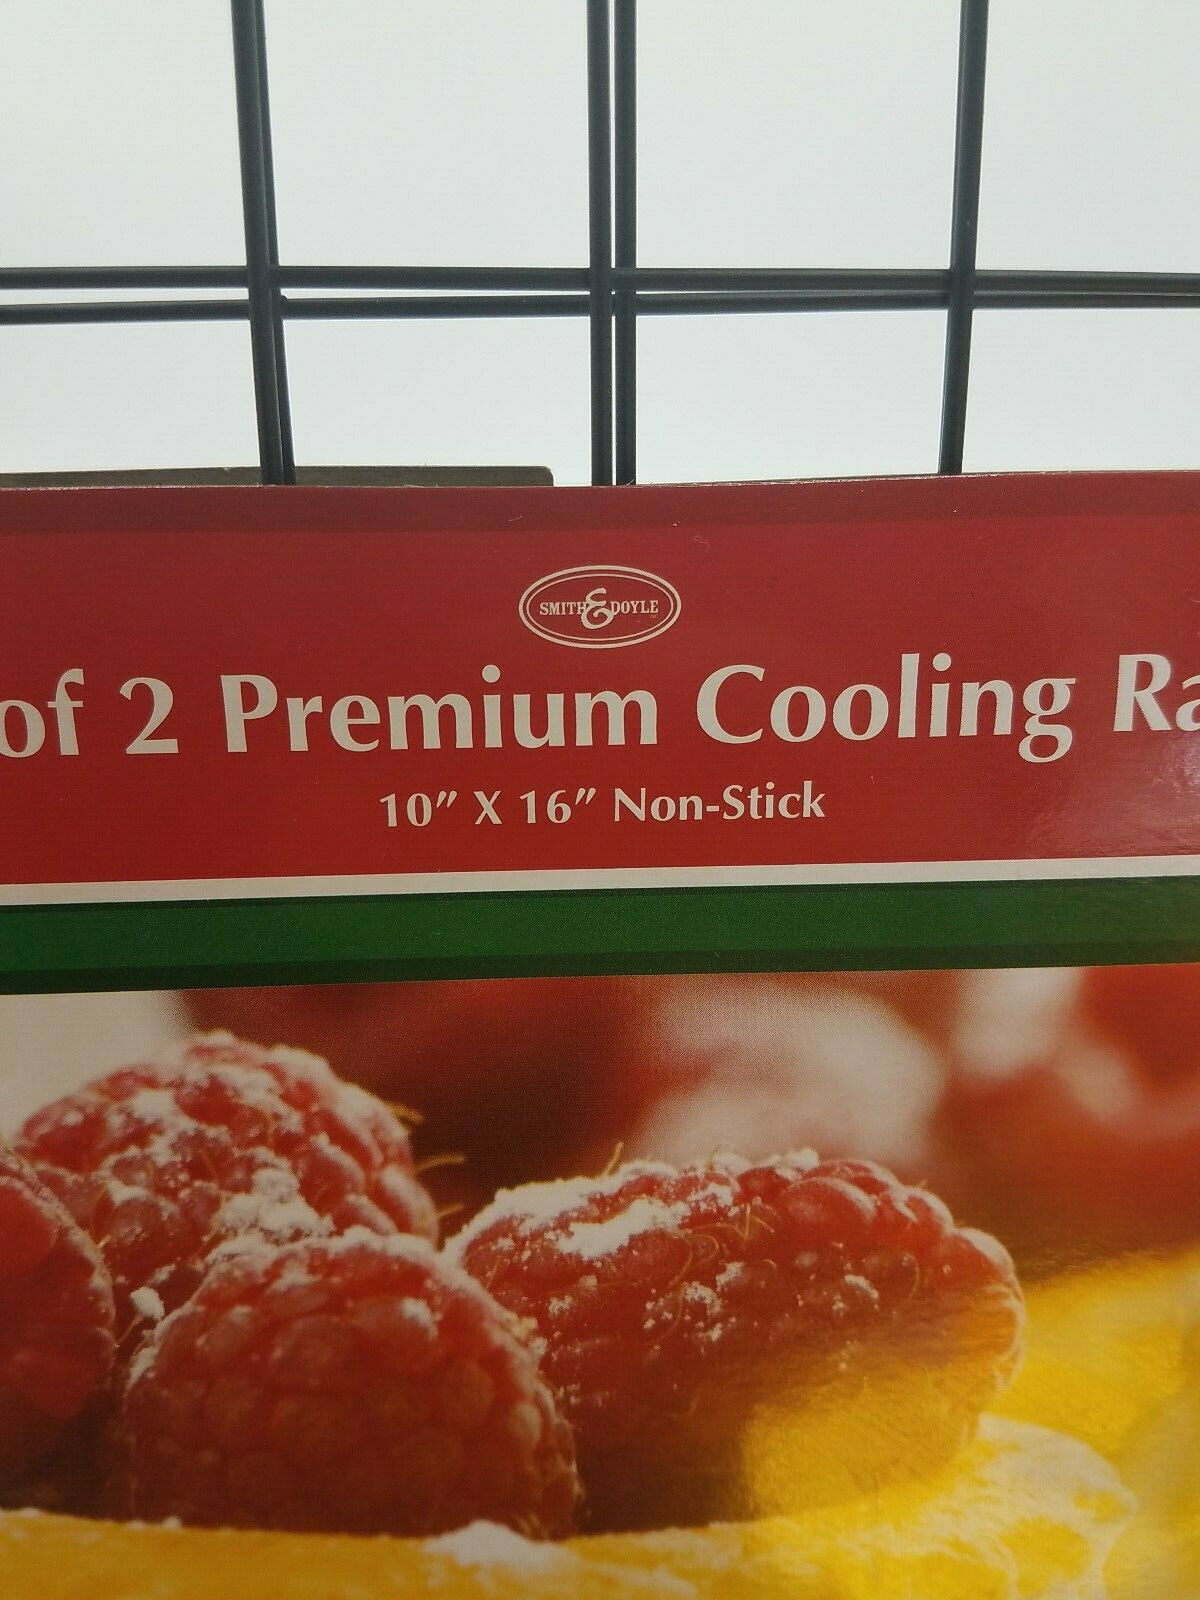 SMITH & DOYLE
of 2 Premium Cooling Ra
10" X 16" Non-Stick